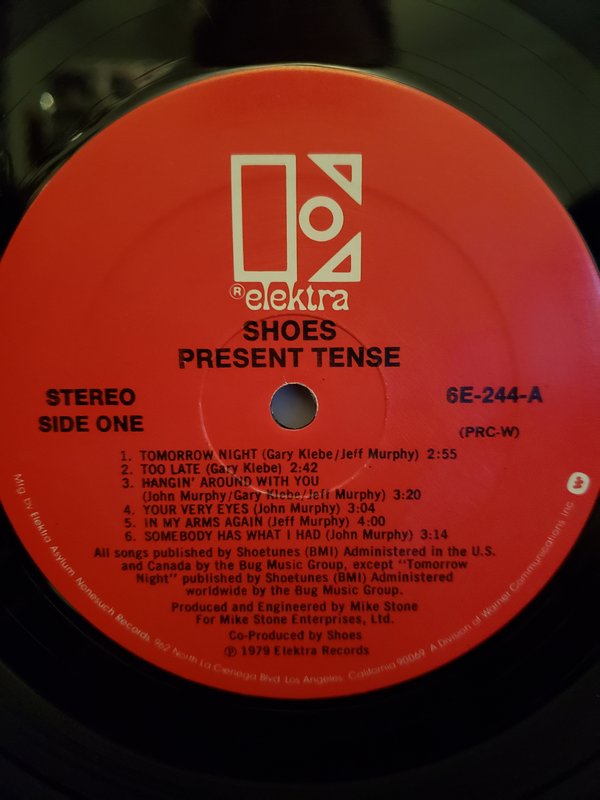 ® elektra
SHOES
PRESENT TENSE
STEREO
SIDE ONE
6E-244-A
(PRC-W)
1. TOMORROW NIGHT (Gary Klebe/Jeff Murphy) 2:55
2. TOO LATE (Gary Klebe) 2:42
3. HANGIN' AROUND WITH YOU
(John Murphy/Gary Klebe/Jeff Murphy) 3:20
4. YOUR VERY EYES (John Murphy) 3:04
5. IN MY ARMS AGAIN (Jeff Murphy) 4:00
6. SOMEBODY HAS WHAT I HAD (John Murphy) 3:14
All songs published by Shoetunes (BMI) Administered in the U.S.
and Canada by the Bug Music Group, except "Tomorrow
Night" published by Shoetunes (BMI) Administered
worldwide by the Bug Music Group.
Produced and Engineered by Mike Stone
For Mike Stone Enterprises, Ltd.
Co-Produced by Shoes
℗ 1979 Elektra Records
Mfg. by Elektra Asylum Nonesuch Records, 962 North La Cienega Blvd. Los Angeles, California 90069. A Division of Warner Communications Inc.